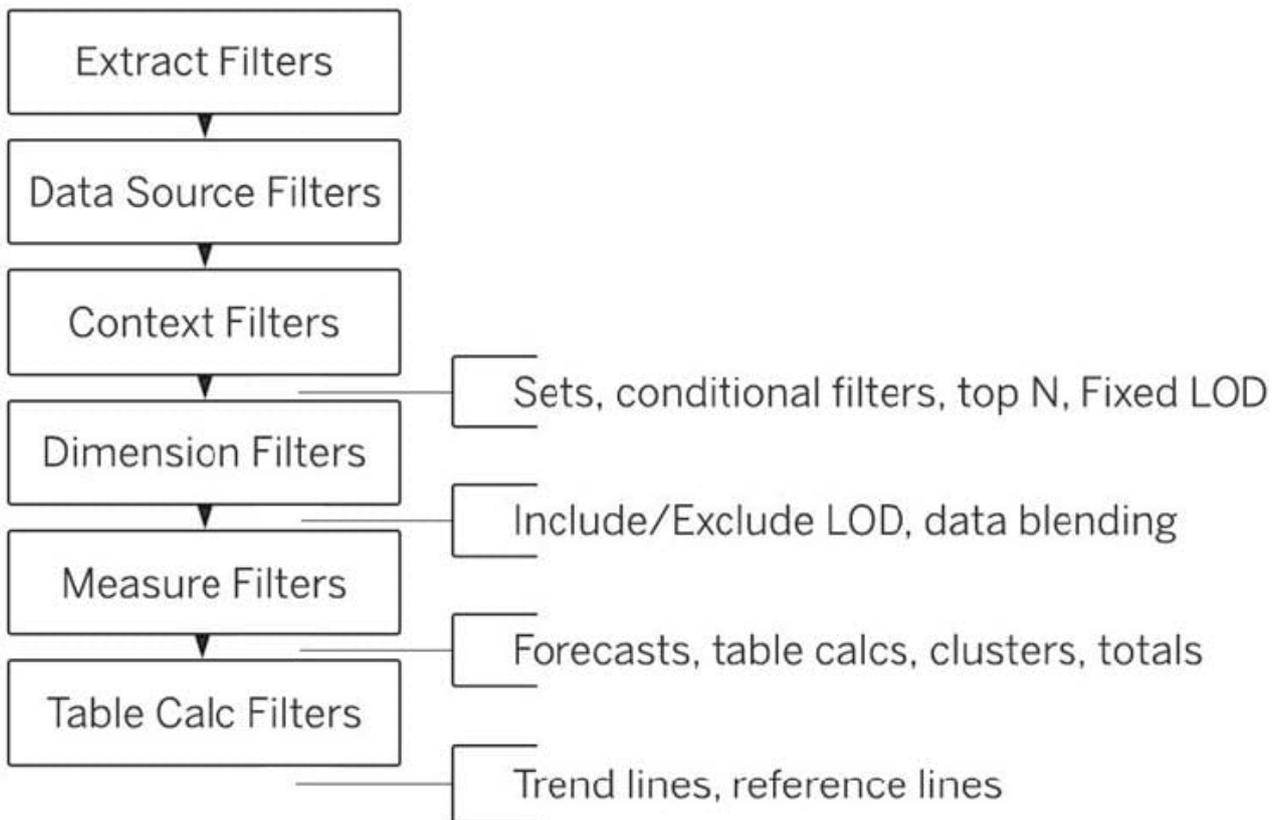 Extract Filters
Data Source Filters
Context Filters
Sets, conditional filters, top N, Fixed LOD
Dimension Filters
Include/Exclude LOD, data blending
Measure Filters
Forecasts, table calcs, clusters, totals
Table Calc Filters
Trend lines, reference lines